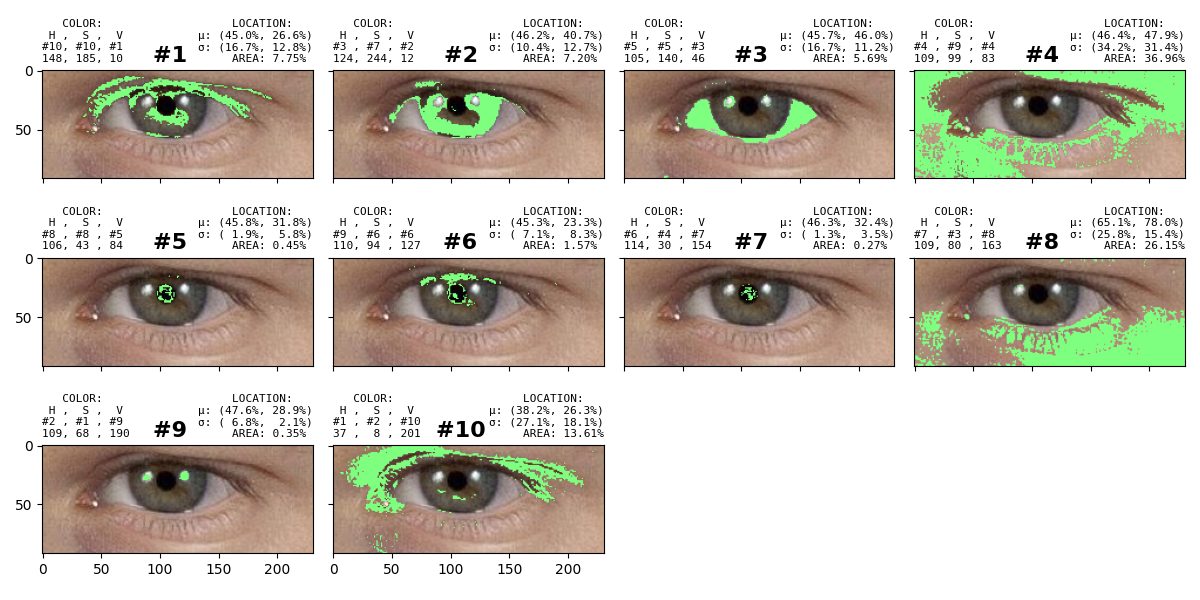 COLOR: LOCATION:
H , S , V μ: (45.0%, 26.6%)
#10, #10, #1 #1 σ: (16.7%, 12.8%)
148, 185, 10 AREA: 7.75%
COLOR: LOCATION:
H , S , V μ: (46.2%, 40.7%)
#3 , #7 , #2 #2 σ: (10.4%, 12.7%)
124, 244, 12 AREA: 7.20%
COLOR: LOCATION:
H , S , V μ: (45.7%, 46.0%)
#5 , #5 , #3 #3 σ: (16.7%, 11.2%)
105, 140, 46 AREA: 5.69%
COLOR: LOCATION:
H , S , V μ: (46.4%, 47.9%)
#4 , #9 , #4 #4 σ: (34.2%, 31.4%)
109, 99 , 83 AREA: 36.96%
0
50
COLOR: LOCATION:
H , S , V μ: (45.8%, 31.8%)
#8 , #8 , #5 #5 σ: ( 1.9%, 5.8%)
106, 43 , 84 AREA: 0.45%
COLOR: LOCATION:
H , S , V μ: (45.3%, 23.3%)
#9 , #6 , #6 #6 σ: ( 7.1%, 8.3%)
110, 94 , 127 AREA: 1.57%
COLOR: LOCATION:
H , S , V μ: (46.3%, 32.4%)
#6 , #4 , #7 #7 σ: ( 1.3%, 3.5%)
114, 30 , 154 AREA: 0.27%
COLOR: LOCATION:
H , S , V μ: (65.1%, 78.0%)
#7 , #3 , #8 #8 σ: (25.8%, 15.4%)
109, 80 , 163 AREA: 26.15%
0
50
COLOR: LOCATION:
H , S , V μ: (47.6%, 28.9%)
#2 , #1 , #9 #9 σ: ( 6.8%, 2.1%)
109, 68 , 190 AREA: 0.35%
COLOR: LOCATION:
H , S , V μ: (38.2%, 26.3%)
#1 , #2 , #10 #10 σ: (27.1%, 18.1%)
37 , 8 , 201 AREA: 13.61%
0
50
0 50 100 150 200
0 50 100 150 200